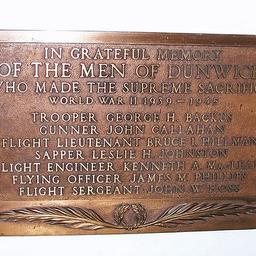 IN GRATEFUL MEMORY
OF THE MEN OF DUNWICH
WHO MADE THE SUPREME SACRIFICE
WORLD WAR II 1939-1945
TROOPER GEORGE H. BACKUS
GUNNER JOHN CALLAHAN
FLIGHT LIEUTENANT BRUCE I. HILLMAN
SAPPER LESLIE H. JOHNSTON
FLIGHT ENGINEER KENNETH A. MACLEAN
FLYING OFFICER JAMES M. PHILLIPS
FLIGHT SERGEANT JOHN W. ROSS